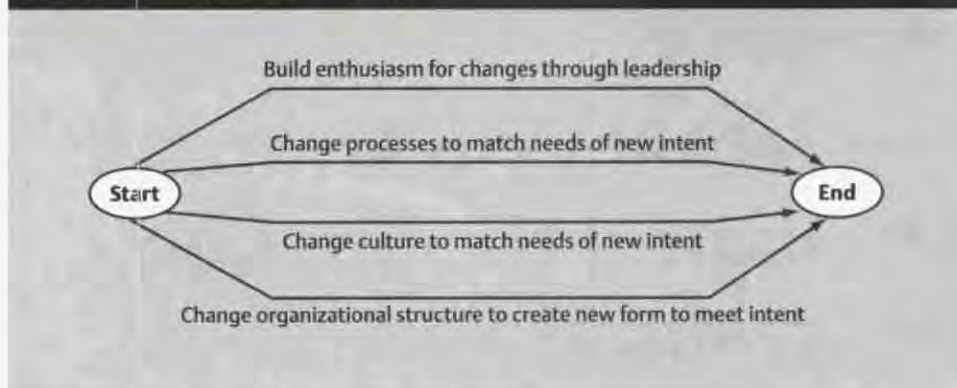 Build enthusiasm for changes through leadership
Change processes to match needs of new intent
Start
End
Change culture to match needs of new intent
Change organizational structure to create new form to meet intent